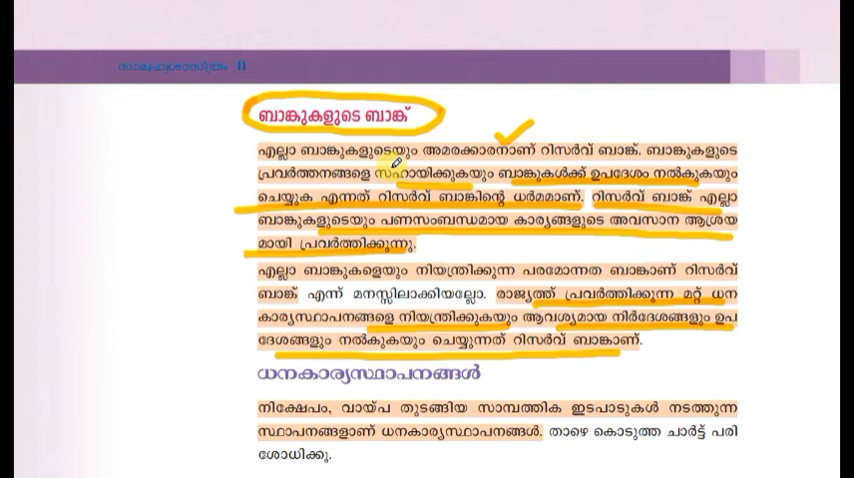 സാമൂഹ്യശാസ്ത്രം II
ബാങ്കുകളുടെ ബാങ്ക്
എല്ലാ ബാങ്കുകളുടെയും അമരക്കാരനാണ് റിസർവ് ബാങ്ക്. ബാങ്കുകളുടെ
പ്രവർത്തനങ്ങളെ സഹായിക്കുകയും ബാങ്കുകൾക്ക് ഉപദേശം നൽകുകയും
ചെയ്യുക എന്നത് റിസർവ് ബാങ്കിന്റെ ധർമമാണ്. റിസർവ് ബാങ്ക് എല്ലാ
ബാങ്കുകളുടെയും പണസംബന്ധമായ കാര്യങ്ങളുടെ അവസാന ആശ്രയ
മായി പ്രവർത്തിക്കുന്നു.
എല്ലാ ബാങ്കുകളെയും നിയന്ത്രിക്കുന്ന പരമോന്നത ബാങ്കാണ് റിസർവ്
ബാങ്ക് എന്ന് മനസ്സിലാക്കിയല്ലോ. രാജ്യത്ത് പ്രവർത്തിക്കുന്ന മറ്റ് ധന
കാര്യസ്ഥാപനങ്ങളെ നിയന്ത്രിക്കുകയും ആവശ്യമായ നിർദേശങ്ങളും ഉപ
ദേശങ്ങളും നൽകുകയും ചെയ്യുന്നത് റിസർവ് ബാങ്കാണ്.
ധനകാര്യസ്ഥാപനങ്ങൾ
നിക്ഷേപം, വായ്പ തുടങ്ങിയ സാമ്പത്തിക ഇടപാടുകൾ നടത്തുന്ന
സ്ഥാപനങ്ങളാണ് ധനകാര്യസ്ഥാപനങ്ങൾ. താഴെ കൊടുത്ത ചാർട്ട് പരി
ശോധിക്കൂ.